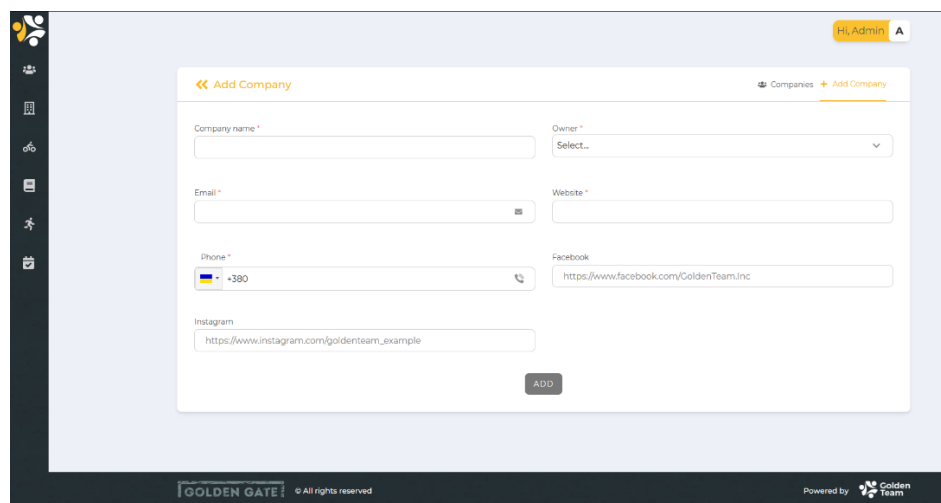 Hi, Admin A
Add Company
Companies + Add Company
Company name *
Owner *
Select...
Email *
Website *
Phone *
+380
Facebook
https://www.facebook.com/GoldenTeam.Inc
Instagram
https://www.instagram.com/goldenteam_example
ADD
GOLDEN GATE © All rights reserved
Powered by Golden Team